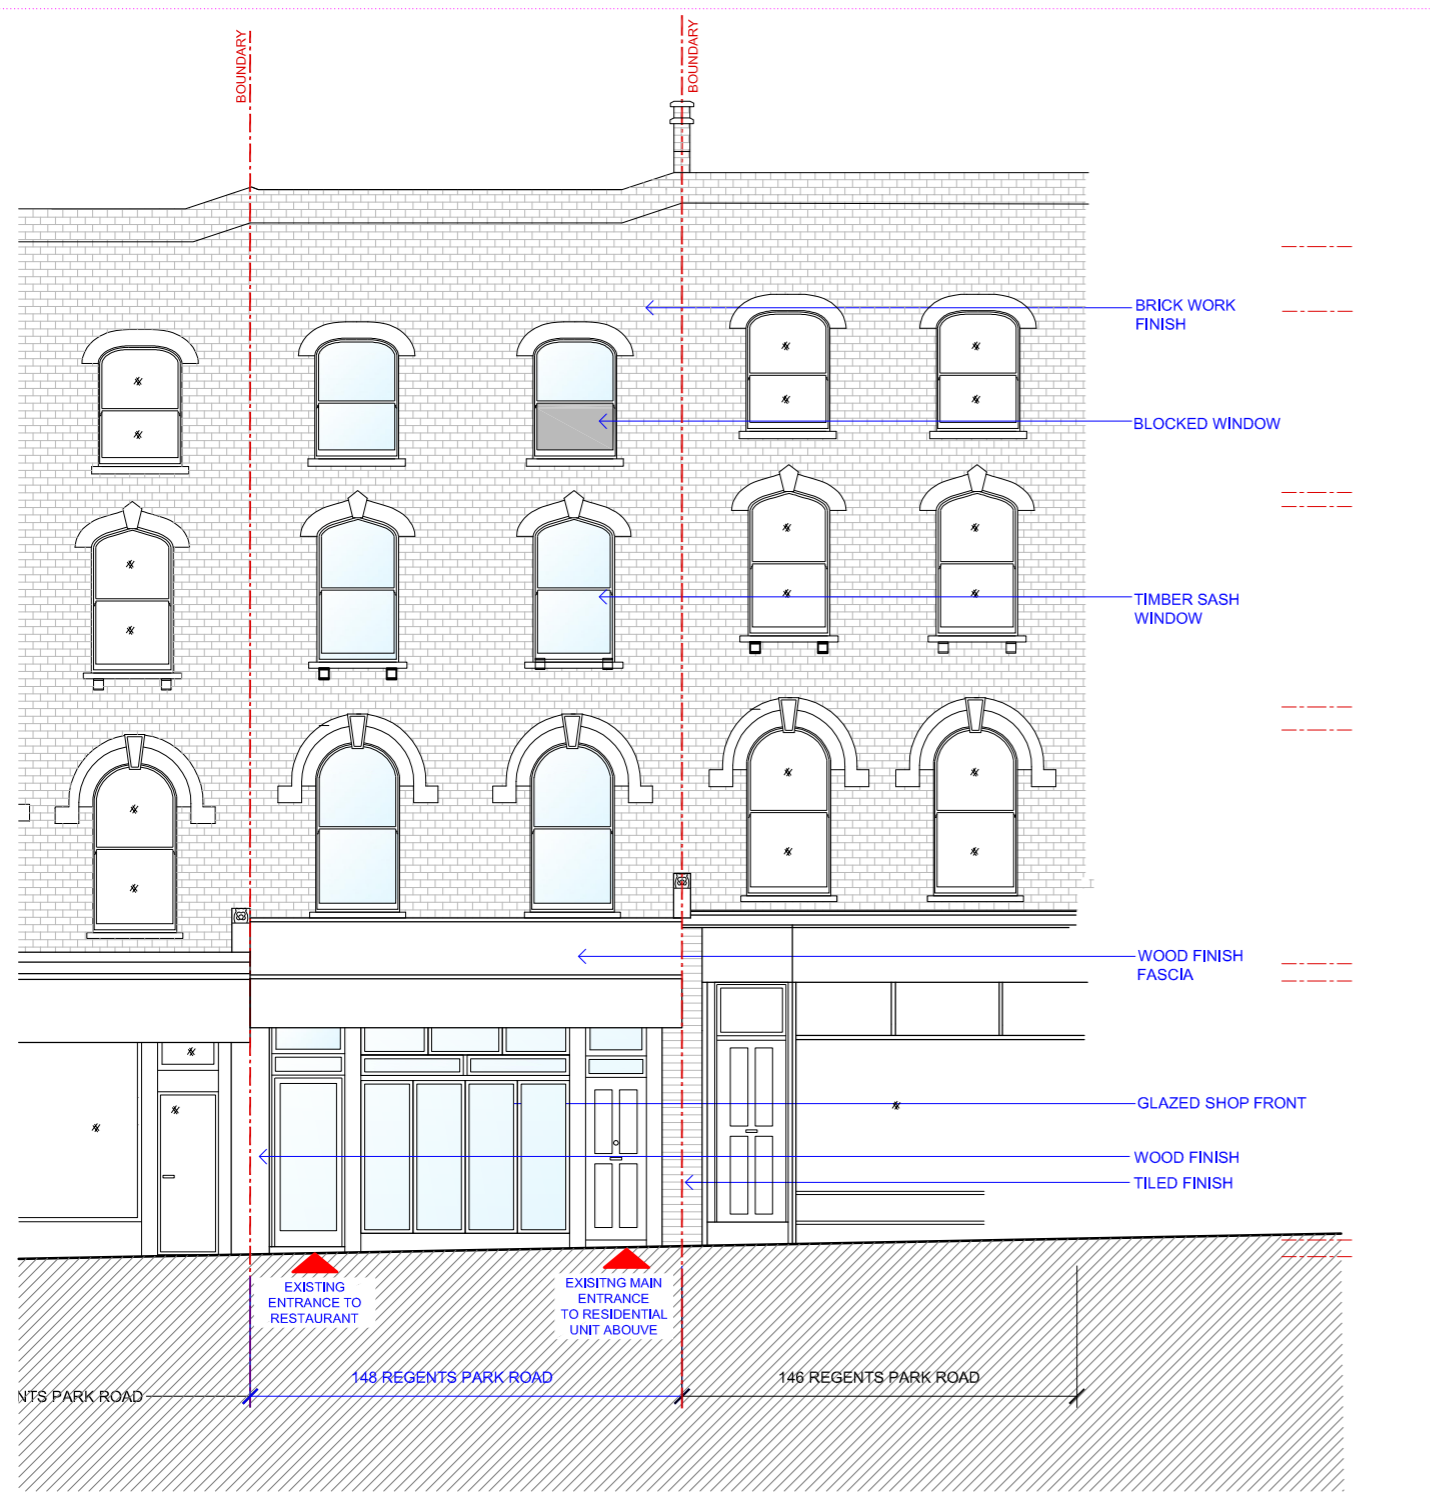 BOUNDARY
BOUNDARY
BRICK WORK
FINISH
BLOCKED WINDOW
TIMBER SASH
WINDOW
WOOD FINISH
FASCIA
GLAZED SHOP FRONT
WOOD FINISH
TILED FINISH
EXISTING
ENTRANCE TO
RESTAURANT
EXISITNG MAIN
ENTRANCE
TO RESIDENTIAL
UNIT ABOUVE
148 REGENTS PARK ROAD
146 REGENTS PARK ROAD
NTS PARK ROAD